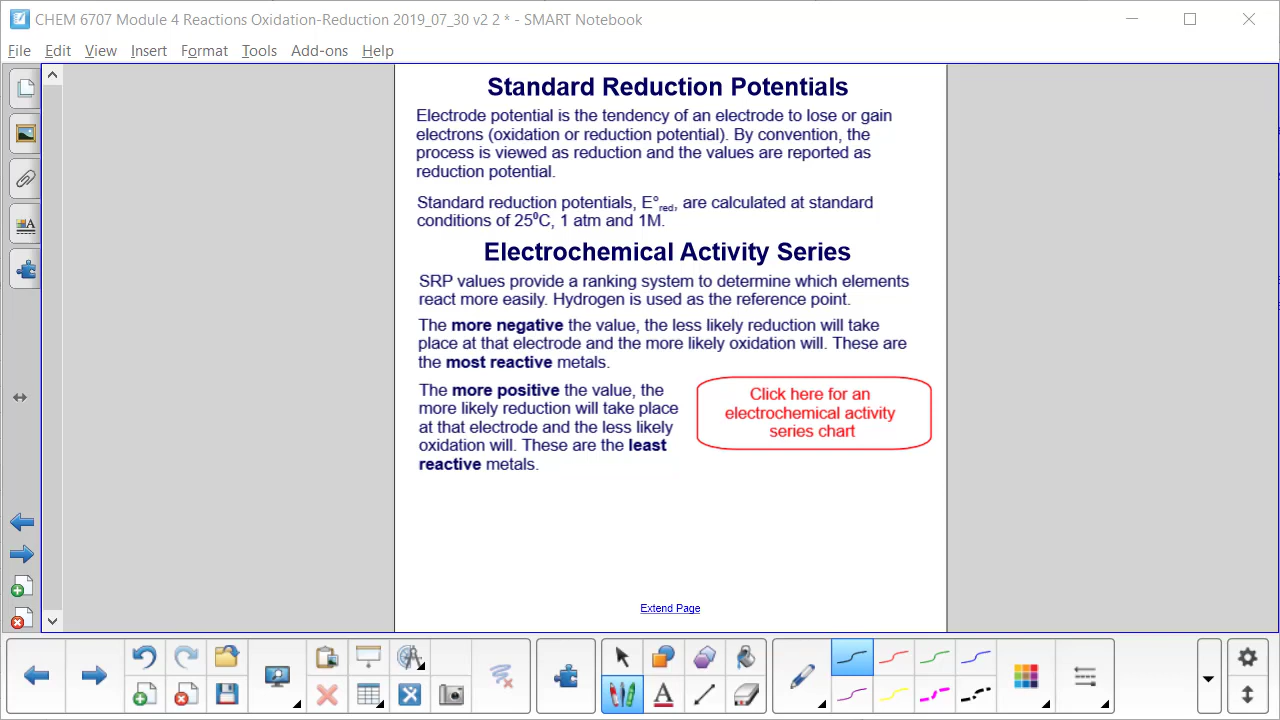 CHEM 6707 Module 4 Reactions Oxidation-Reduction 2019_07_30 v2 2 * - SMART Notebook
File Edit View Insert Format Tools Add-ons Help
Standard Reduction Potentials
Electrode potential is the tendency of an electrode to lose or gain
electrons (oxidation or reduction potential). By convention, the
process is viewed as reduction and the values are reported as
reduction potential.
Standard reduction potentials, E°red, are calculated at standard
conditions of 25⁰C, 1 atm and 1M.
Electrochemical Activity Series
SRP values provide a ranking system to determine which elements
react more easily. Hydrogen is used as the reference point.
The more negative the value, the less likely reduction will take
place at that electrode and the more likely oxidation will. These are
the most reactive metals.
The more positive the value, the
more likely reduction will take place
at that electrode and the less likely
oxidation will. These are the least
reactive metals.
Click here for an
electrochemical activity
series chart
Extend Page